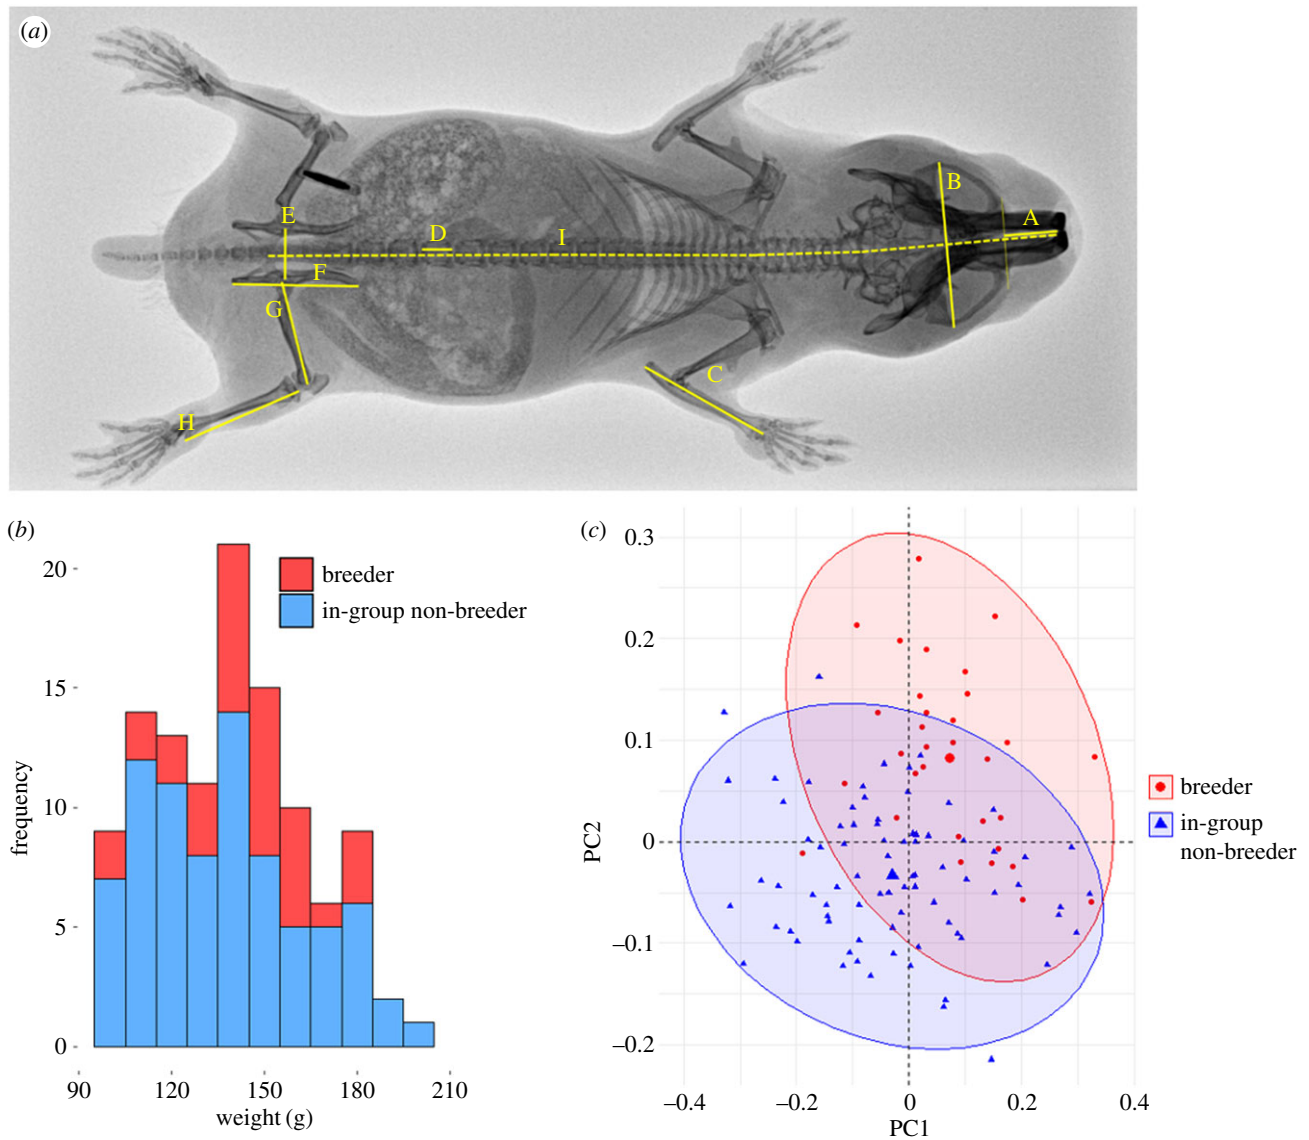 (a)
B
A
E
D
I
F
G
C
H
(b)
20
15
10
5
0
frequency
90
120
150
180
210
weight (g)
breeder
in-group non-breeder
(c)
0.3
0.2
0.1
0
–0.1
–0.2
PC2
–0.4
–0.2
0
0.2
0.4
PC1
breeder
in-group
non-breeder